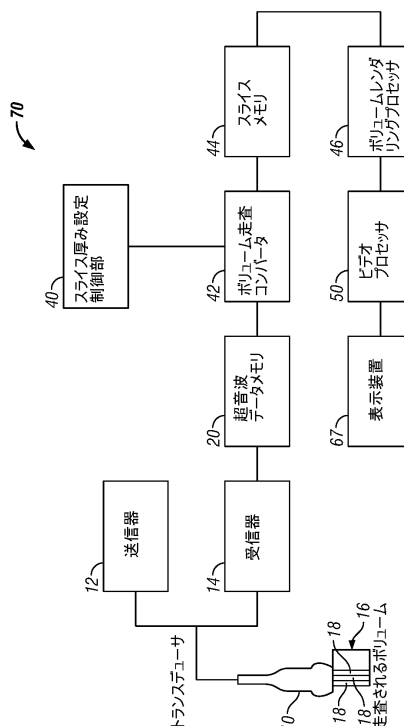 70
40
スライス厚み設定
制御部
12
送信器
14
受信器
20
超音波
データメモリ
42
ボリューム走査
コンバータ
44
スライス
メモリ
67
表示装置
50
ビデオ
プロセッサ
46
ボリュームレンダ
リングプロセッサ
トランスデューサ
18
18
18
16
走査されるボリューム